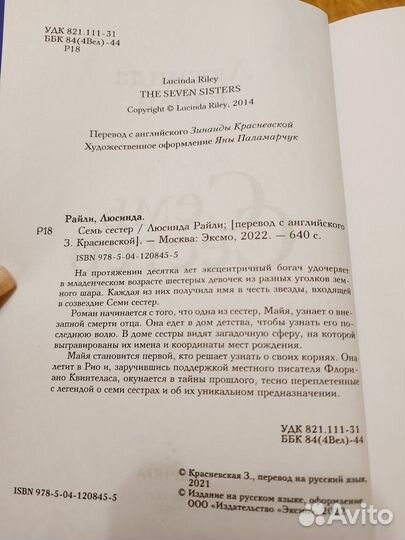 УДК 821.111-31
ББК 84(4Вел)-44
Р18
Lucinda Riley
THE SEVEN SISTERS
Copyright © Lucinda Riley, 2014
Перевод с английского Зинаиды Красневской
Художественное оформление Яны Паламарчук
Райли, Люсинда.
Р18 Семь сестер / Люсинда Райли; [перевод с английского
З. Красневской]. — Москва: Эксмо, 2022. — 640 с.
ISBN 978-5-04-120845-5
На протяжении десятка лет эксцентричный богач удочеряет
в младенческом возрасте шестерых девочек из разных уголков зем-
ного шара. Каждая из них получила имя в честь звезды, входящей
в созвездие Семи сестер.
Роман начинается с того, что одна из сестер, Майя, узнает о вне-
запной смерти отца. Она едет в дом детства, чтобы узнать его по-
следнюю волю. В доме сестры видят загадочную сферу, на которой
выгравированы их имена и координаты мест рождения.
Майя становится первой, кто решает узнать о своих корнях. Она
летит в Рио и, заручившись поддержкой местного писателя Фло-
риано Квинтеласа, окунается в тайны прошлого, тесно переплетенные
с легендой о семи сестрах и об их уникальном предназначении.
УДК 821.111-31
ББК 84(4Вел)-44
© Красневская З., перевод на русский язык,
2021
© Издание на русском языке, оформление
ООО «Издательство «Эксмо»,
ISBN 978-5-04-120845-5
Avito